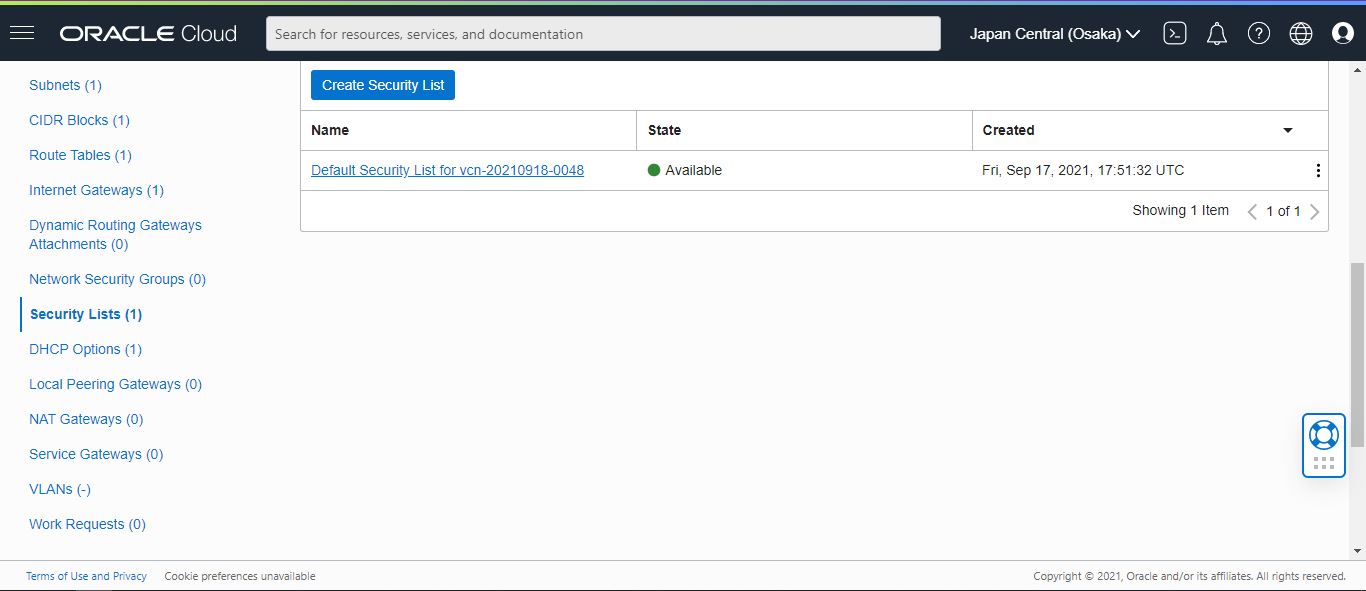 ORACLE Cloud
Search for resources, services, and documentation
Japan Central (Osaka)
Subnets (1)
CIDR Blocks (1)
Route Tables (1)
Internet Gateways (1)
Dynamic Routing Gateways
Attachments (0)
Network Security Groups (0)
Security Lists (1)
DHCP Options (1)
Local Peering Gateways (0)
NAT Gateways (0)
Service Gateways (0)
VLANs (-)
Work Requests (0)
Create Security List
Name State Created
Default Security List for vcn-20210918-0048 Available Fri, Sep 17, 2021, 17:51:32 UTC
Showing 1 Item 1 of 1
Terms of Use and Privacy Cookie preferences unavailable Copyright © 2021, Oracle and/or its affiliates. All rights reserved.